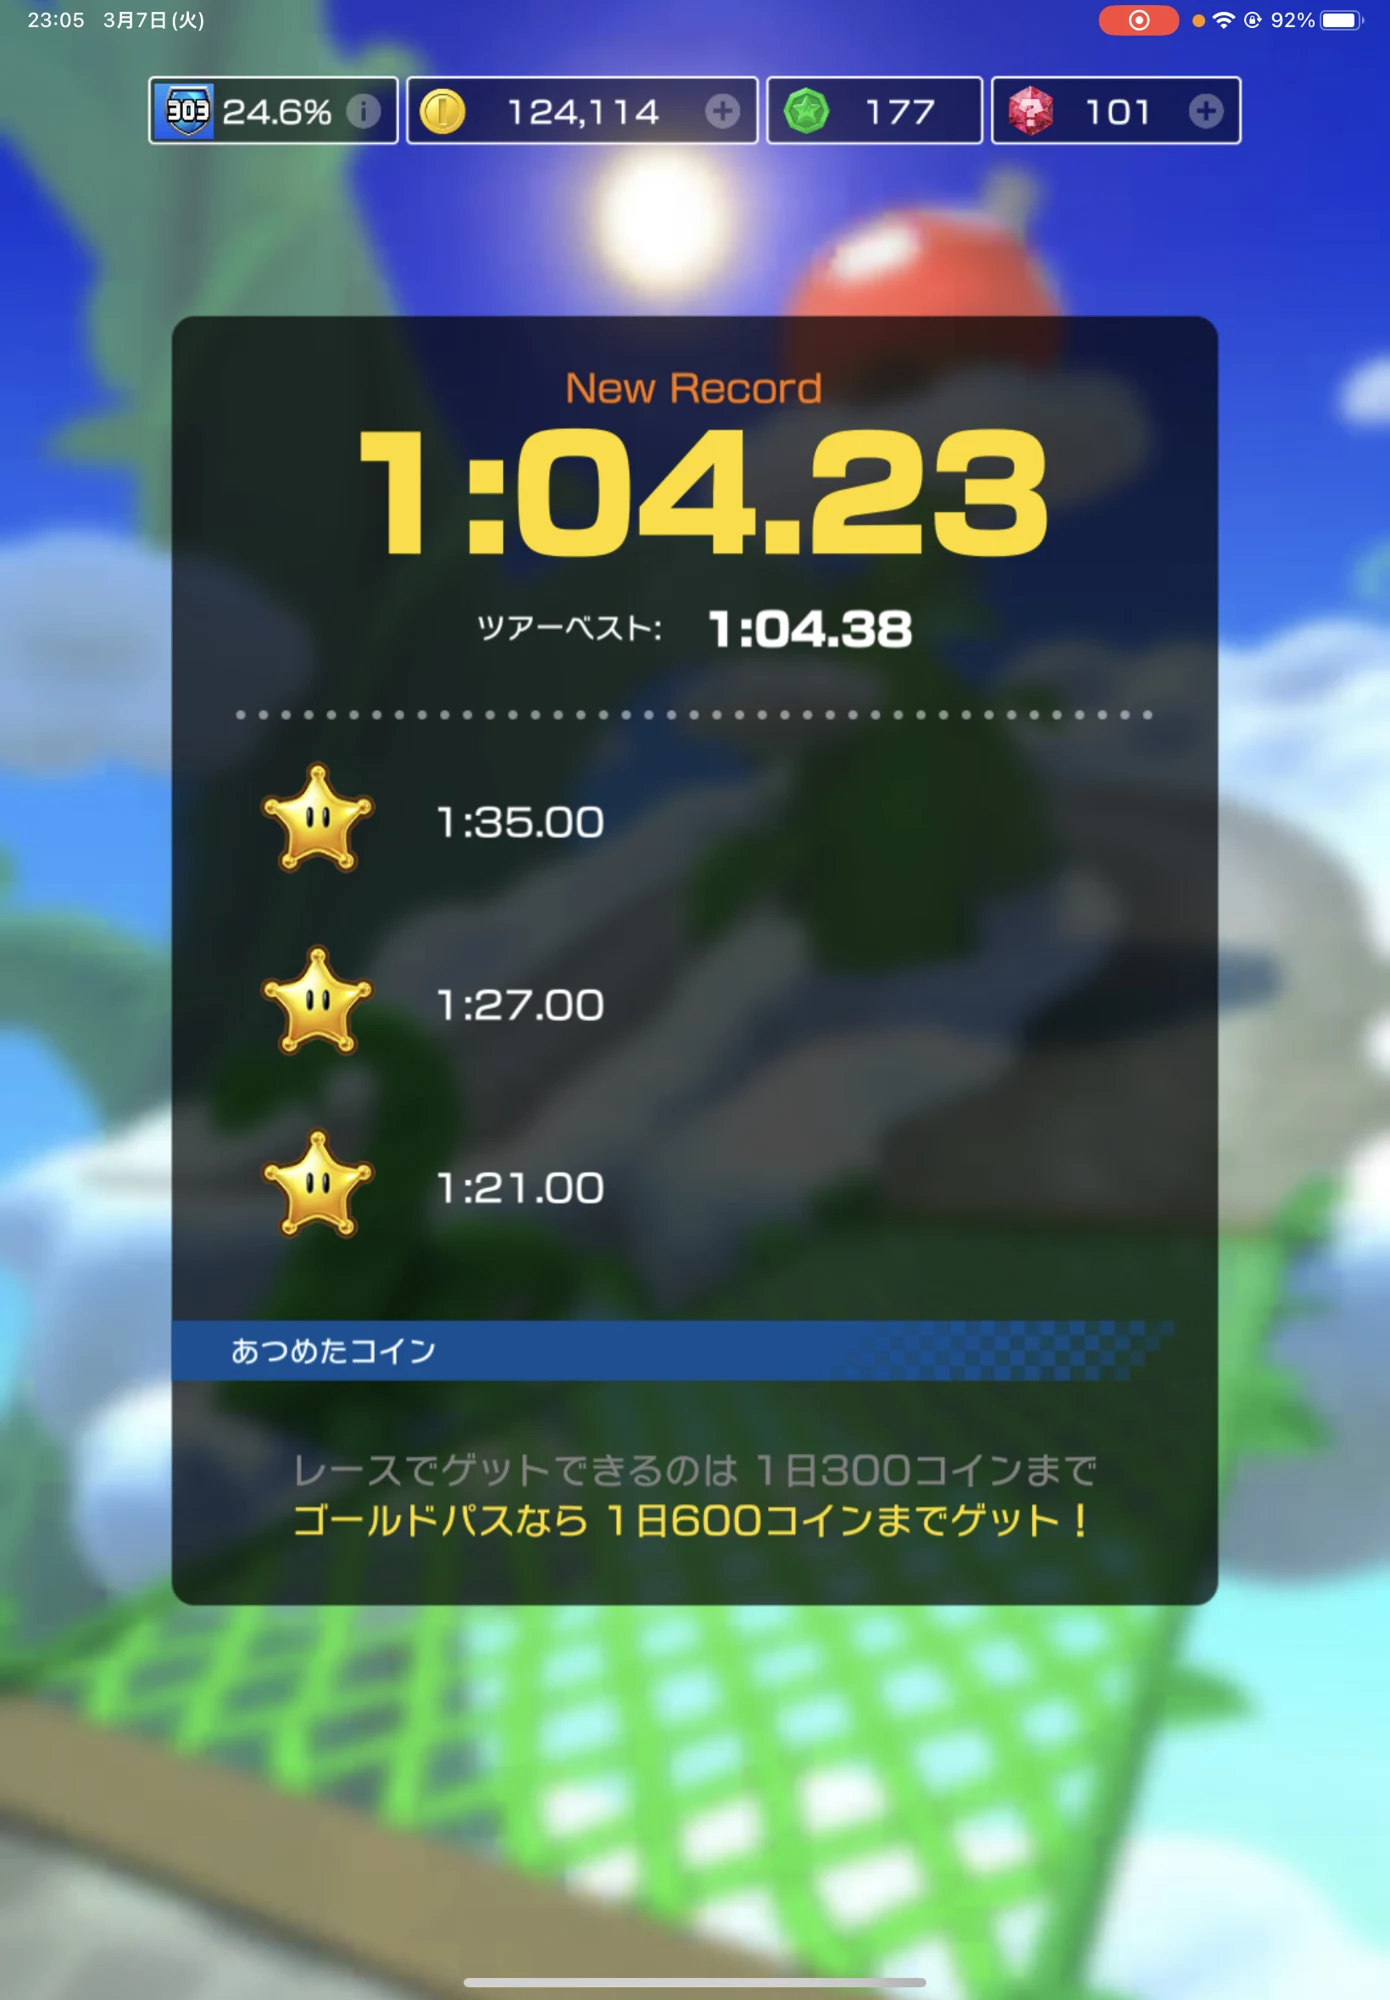 23:05 3月7日(火)
92%
303 24.6% i 124,114 + 177 ? 101 +
New Record
1:04.23
ツアーベスト: 1:04.38
1:35.00
1:27.00
1:21.00
あつめたコイン
レースでゲットできるのは 1日300コインまで
ゴールドパスなら 1日600コインまでゲット！